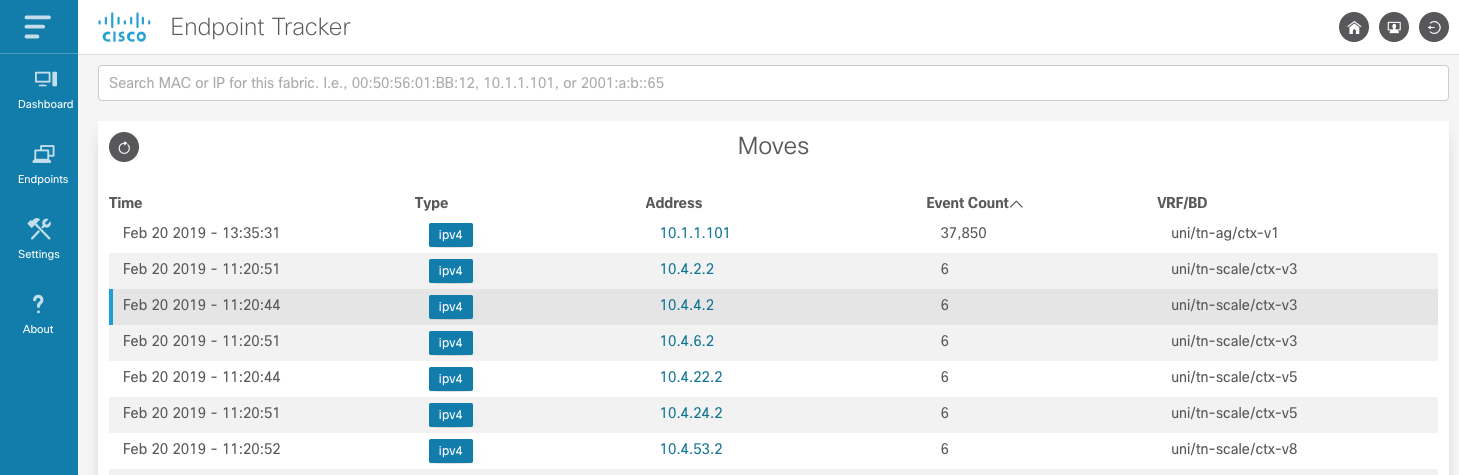 CISCO Endpoint Tracker
Search MAC or IP for this fabric. I.e., 00:50:56:01:BB:12, 10.1.1.101, or 2001:a:b::65
Dashboard
Endpoints
Settings
?
About
Moves
Time Type Address Event Count VRF/BD
Feb 20 2019 - 13:35:31 ipv4 10.1.1.101 37,850 uni/tn-ag/ctx-v1
Feb 20 2019 - 11:20:51 ipv4 10.4.2.2 6 uni/tn-scale/ctx-v3
Feb 20 2019 - 11:20:44 ipv4 10.4.4.2 6 uni/tn-scale/ctx-v3
Feb 20 2019 - 11:20:51 ipv4 10.4.6.2 6 uni/tn-scale/ctx-v3
Feb 20 2019 - 11:20:44 ipv4 10.4.22.2 6 uni/tn-scale/ctx-v5
Feb 20 2019 - 11:20:51 ipv4 10.4.24.2 6 uni/tn-scale/ctx-v5
Feb 20 2019 - 11:20:52 ipv4 10.4.53.2 6 uni/tn-scale/ctx-v8